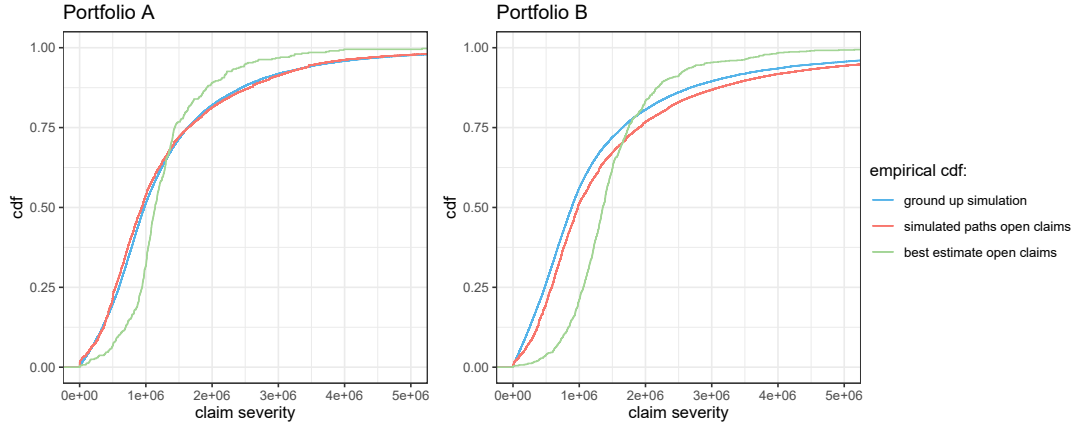 Portfolio A
Portfolio B
cdf
1.00
0.75
0.50
0.25
0.00
0e+00 1e+06 2e+06 3e+06 4e+06 5e+06
claim severity
cdf
1.00
0.75
0.50
0.25
0.00
0e+00 1e+06 2e+06 3e+06 4e+06 5e+06
claim severity
empirical cdf:
ground up simulation
simulated paths open claims
best estimate open claims